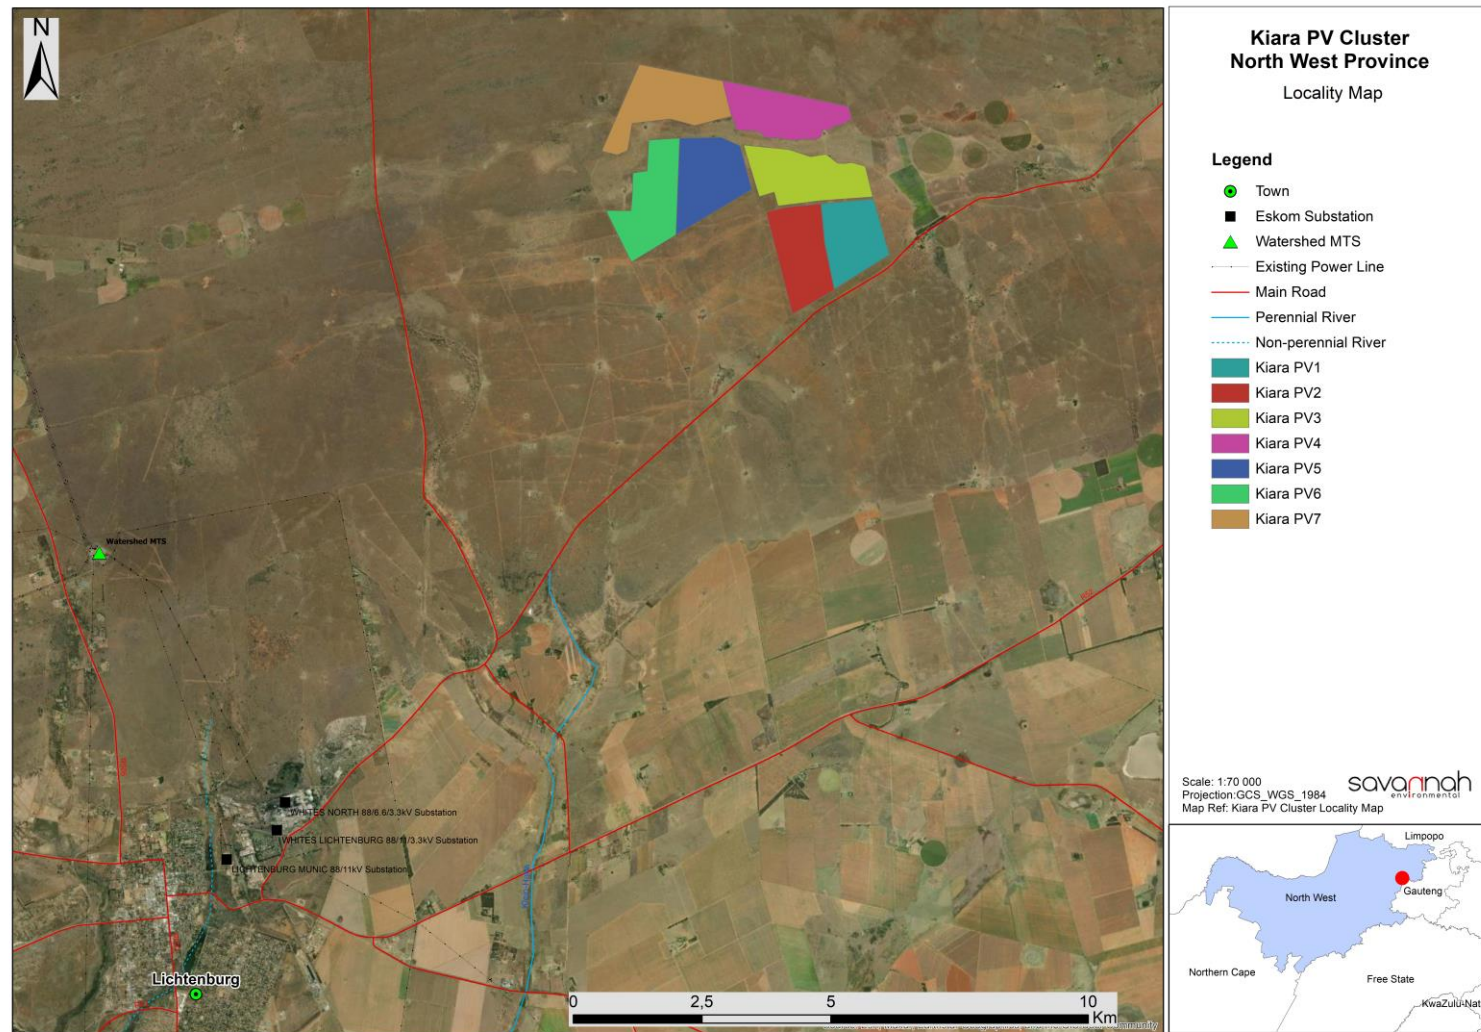 N
Watershed MTS
R505
R52
WHITES NORTH 88/6.6/3.3kV Substation
WHITES LICHTENBURG 88/11/3.3kV Substation
LICHTENBURG MUNIC 88/11kV Substation
Lichtenburg
0 2,5 5 10
Km
Kiara PV Cluster
North West Province
Locality Map
Legend
Town
Eskom Substation
Watershed MTS
Existing Power Line
Main Road
Perennial River
Non-perennial River
Kiara PV1
Kiara PV2
Kiara PV3
Kiara PV4
Kiara PV5
Kiara PV6
Kiara PV7
Scale: 1:70 000
Projection:GCS_WGS_1984
Map Ref: Kiara PV Cluster Locality Map
savannah
environmental
Limpopo
North West
Gauteng
Northern Cape
Free State
KwaZulu-Nat